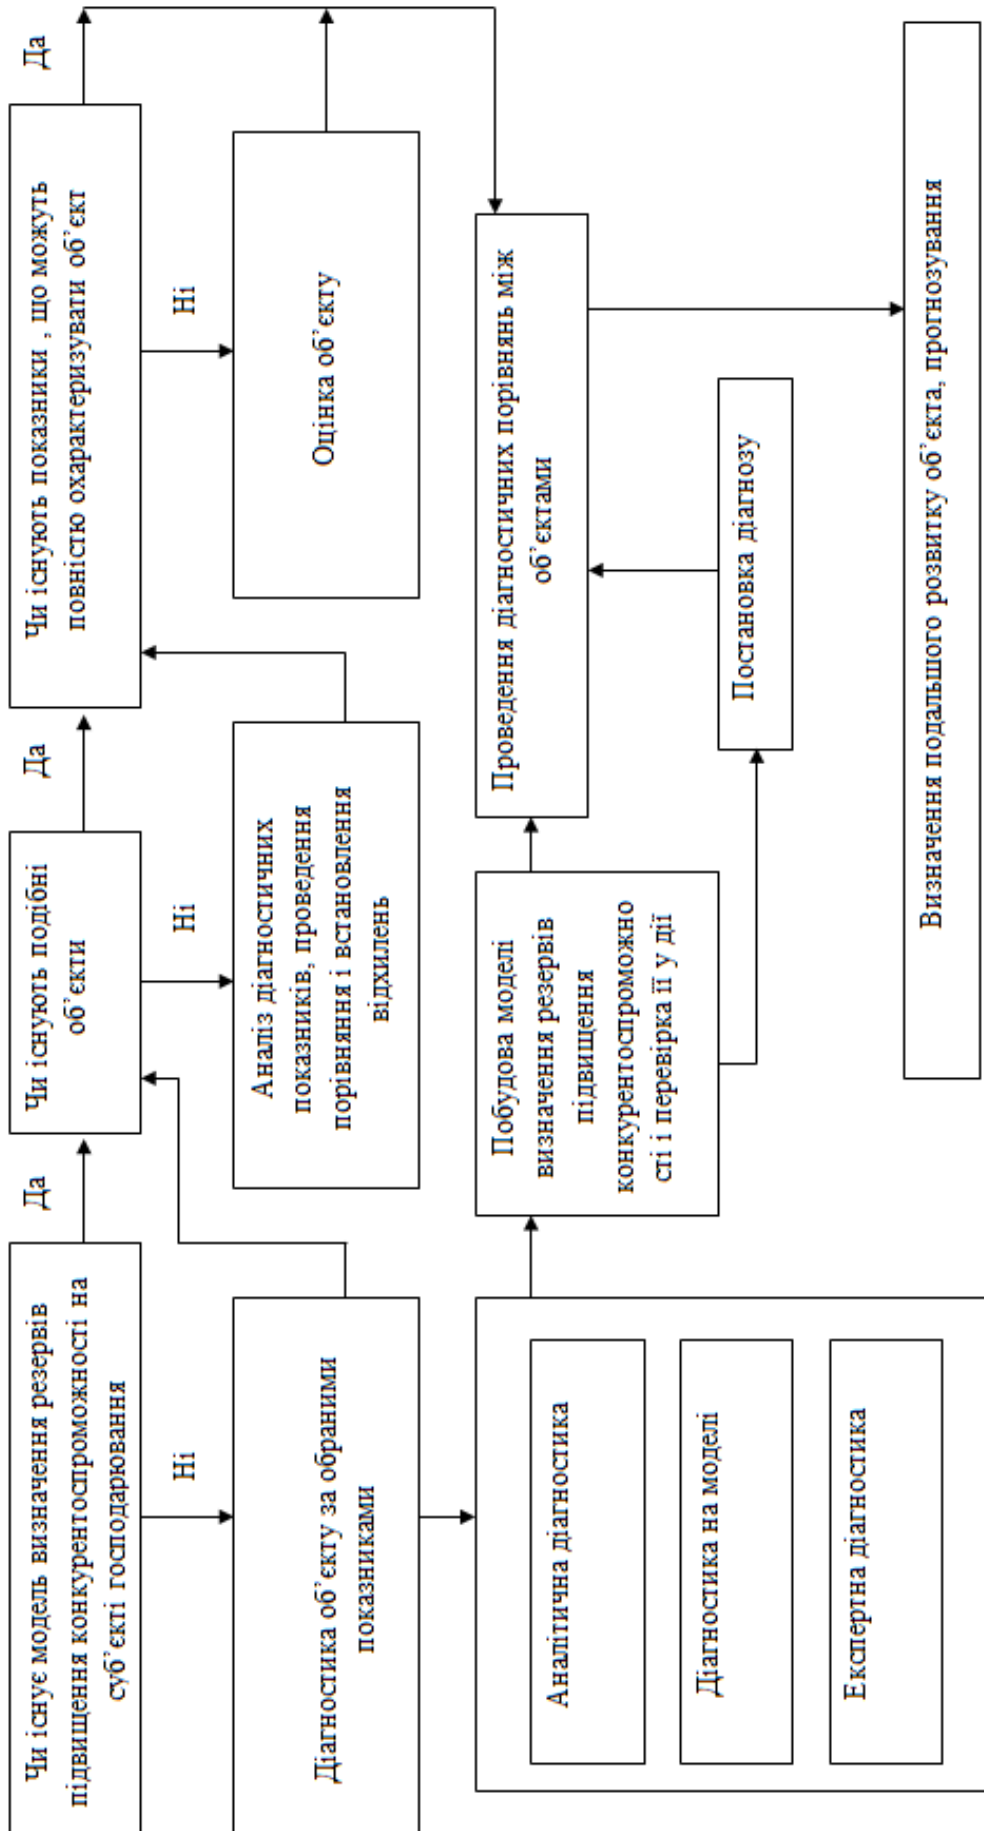 Чи існує модель визначення резервів
підвищення конкурентоспроможності на
суб’єкті господарювання
Да
Чи існують подібні
об’єкти
Да
Чи існують показники , що можуть
повністю охарактеризувати об’єкт
Да
Ні
Ні
Ні
Діагностика об’єкту за обраними
показниками
Аналіз діагностичних
показників, проведення
порівняння і встановлення
відхилень
Оцінка об’єкту
Аналітична діагностика
Діагностика на моделі
Експертна діагностика
Побудова моделі
визначення резервів
підвищення
конкурентоспроможно
сті і перевірка її у дії
Проведення діагностичних порівнянь між
об’єктами
Постановка діагнозу
Визначення подальшого розвитку об’єкта, прогнозування